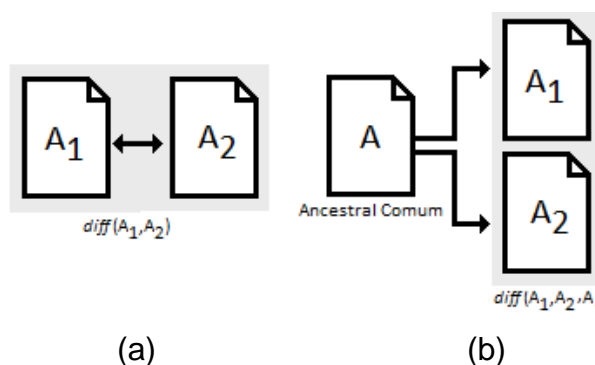 A1
A2
diff(A1,A2)
A
Ancestral Comum
A1
A2
diff(A1,A2,A
(a)
(b)